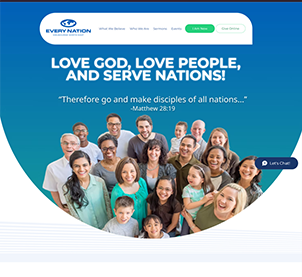 EVERY NATION
What We Believe Who We Are Sermons Events I Am New Give Online
LOVE GOD, LOVE PEOPLE,
AND SERVE NATIONS!
“Therefore go and make disciples of all nations...”
-Matthew 28:19
Let's Chat!